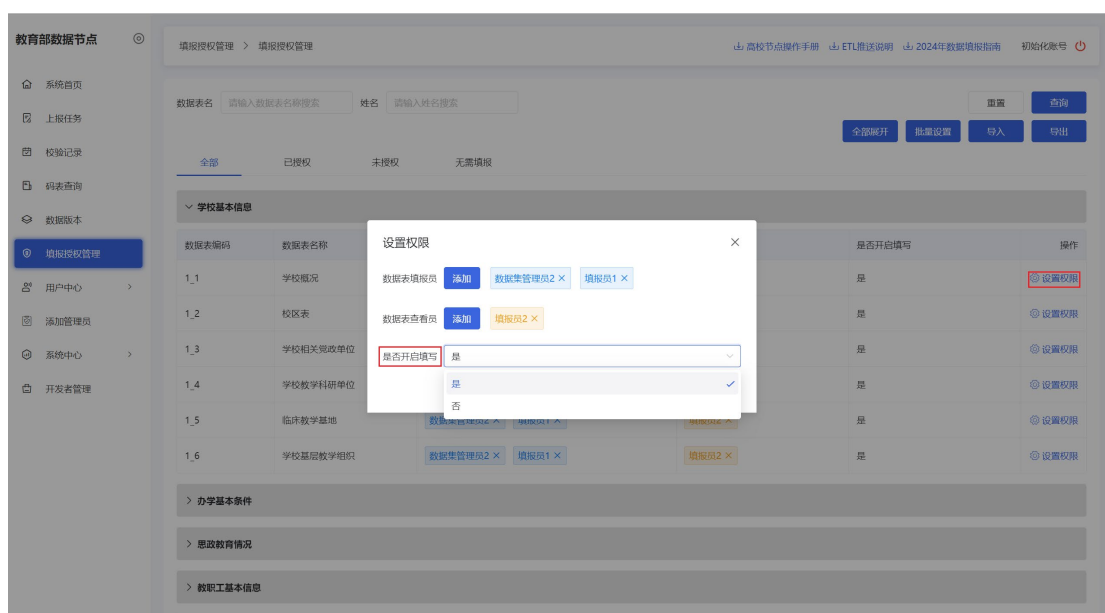 教育部数据节点
填报授权管理 > 填报授权管理
高校节点操作手册 ETL推送说明 2024年数据填报指南 初始化账号
系统首页
上报任务
校验记录
码表查询
数据版本
填报授权管理
用户中心
添加管理员
系统中心
开发者管理
数据表名 请输入数据表名称搜索 姓名 请输入姓名搜索 重置 查询
全部展开 批量设置 导入 导出
全部 已授权 未授权 无需填报
学校基本信息
数据表编码 数据表名称 是否开启填写 操作
1_1 学校概况 是 设置权限
1_2 校区表 是 设置权限
1_3 学校相关党政单位 是 设置权限
1_4 学校教学科研单位 是 设置权限
1_5 临床教学基地 数据集管理员2 × 填报员1 × 填报员2 × 是 设置权限
1_6 学校基层教学组织 数据集管理员2 × 填报员1 × 填报员2 × 是 设置权限
设置权限 ×
数据表填报员 添加 数据集管理员2 × 填报员1 ×
数据表查看员 添加 填报员2 ×
是否开启填写 是
是
否
办学基本条件
思政教育情况
教职工基本信息